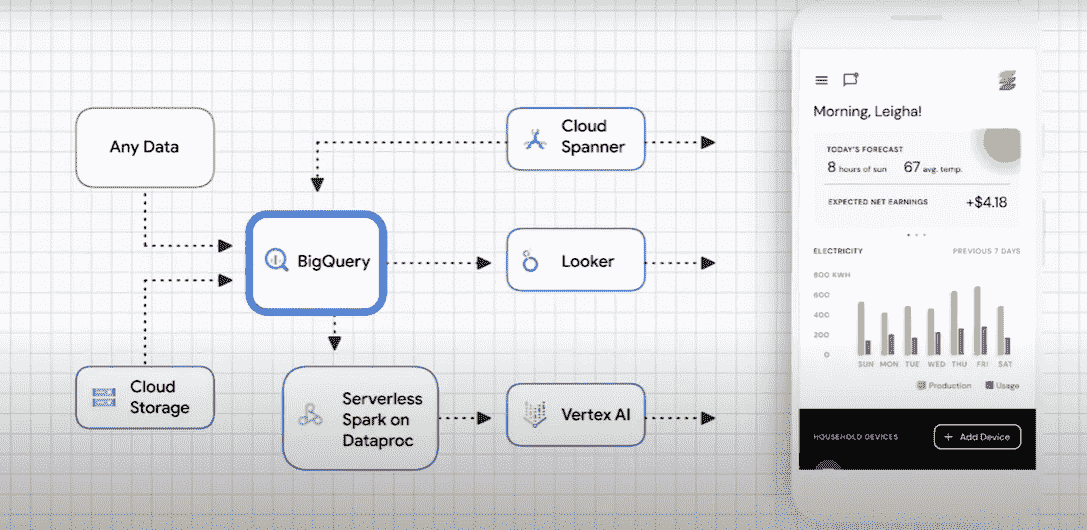 Any Data
Cloud
Storage
BigQuery
Serverless
Spark on
Dataproc
Cloud
Spanner
Looker
Vertex AI
Morning, Leigha!
TODAY'S FORECAST
8 hours of sun 67 avg. temp.
EXPECTED NET EARNINGS +$4.18
ELECTRICITY PREVIOUS 7 DAYS
800 KWH
600
400
200
0
SUN MON TUE WED THU FRI SAT
Production Usage
HOUSEHOLD DEVICES + Add Device